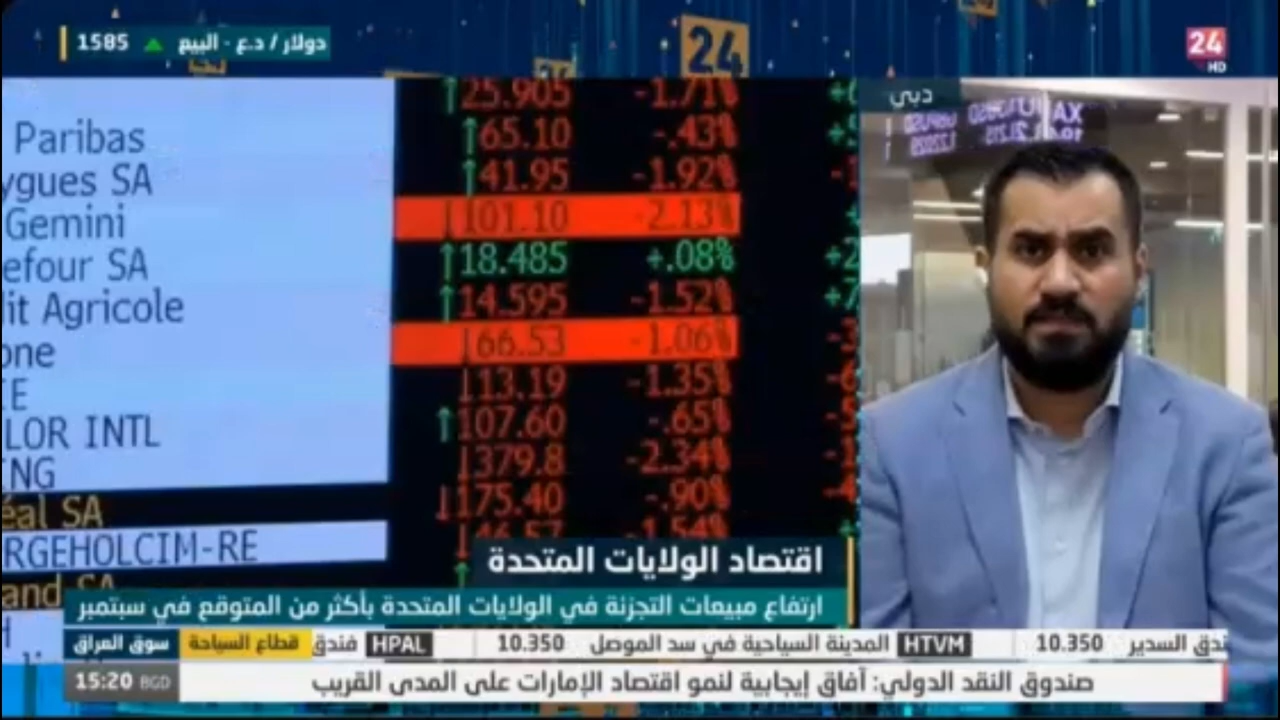 دولار / د.ع - البيع 1585
24
24
HD
دبي
25.905 -1.71%
Paribas 65.10 -.43%
ygues SA 41.95 -1.92%
Gemini 101.10 -2.13%
efour SA 18.485 +.08%
it Agricole 14.595 -1.52%
one 66.53 -1.06%
13.19 -1.35%
LOR INTL 107.60 -.65%
NG 379.8 -2.34%
éal SA 175.40 -.90%
RGEHOLCIM-RE 46.57 -1.54%
and SA
اقتصاد الولايات المتحدة
ارتفاع مبيعات التجزئة في الولايات المتحدة بأكثر من المتوقع في سبتمبر
سوق العراق قطاع السياحة فندق HPAL 10.350 المدينة السياحية في سد الموصل HTVM 10.350 ندق السدير
15:20 BGD صندوق النقد الدولي: آفاق إيجابية لنمو اقتصاد الإمارات على المدى القريب